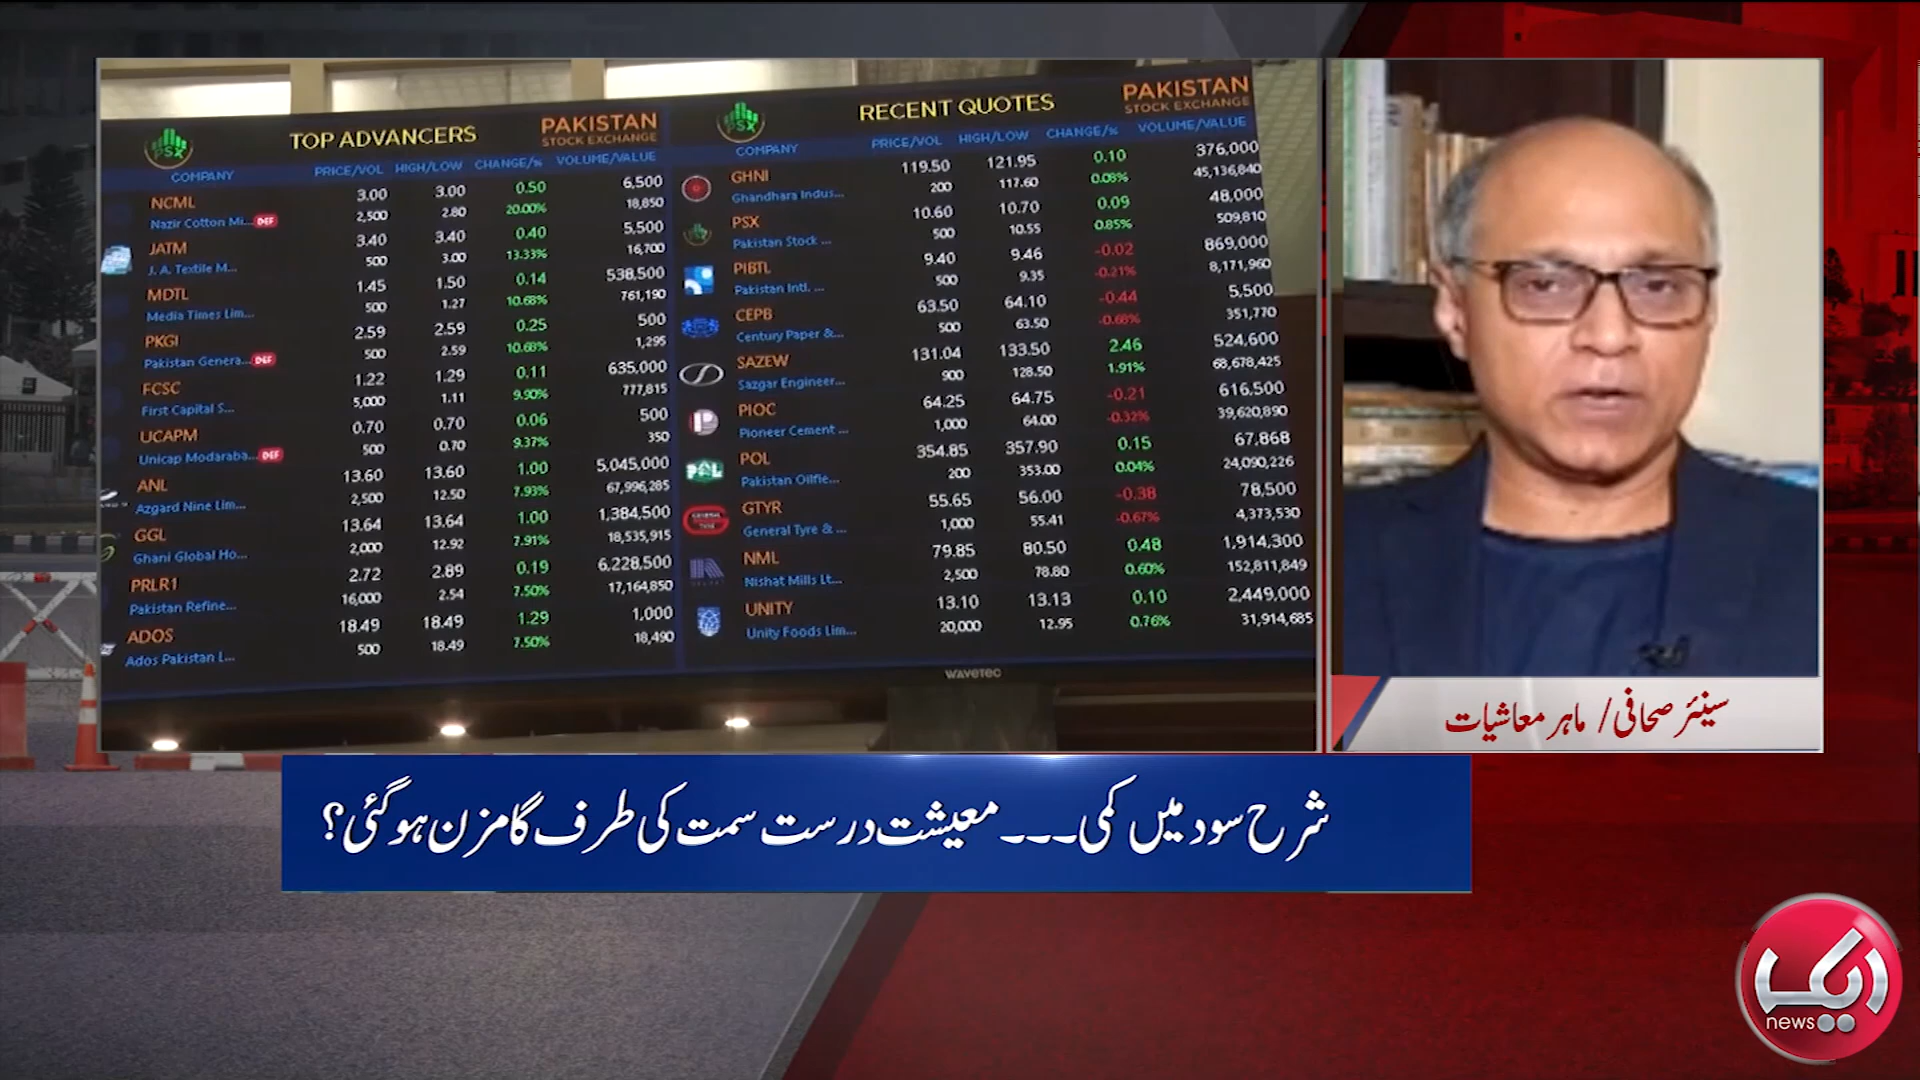 TOP ADVANCERS
PAKISTAN
STOCK EXCHANGE
PSX
COMPANY PRICE/VOL HIGH/LOW CHANGE/% VOLUME/VALUE
NCML 3.00 3.00 0.50 6,500
Nazir Cotton Mi... DEF 2,500 2.80 20.00% 18,850
JATM 3.40 3.40 0.40 5,500
J. A. Textile M... 500 3.00 13.33% 16,700
MDTL 1.45 1.50 0.14 538,500
Media Times Lim... 500 1.27 10.68% 761,190
PKGI 2.59 2.59 0.25 500
Pakistan Genera... DEF 500 2.59 10.68% 1,295
FCSC 1.22 1.29 0.11 635,000
First Capital S... 5,000 1.11 9.90% 777,815
UCAPM 0.70 0.70 0.06 500
Unicap Modaraba... DEF 500 0.70 9.37% 350
ANL 13.60 13.60 1.00 5,045,000
Azgard Nine Lim... 2,500 12.50 7.93% 67,996,285
GGL 13.64 13.64 1.00 1,384,500
Ghani Global Ho... 2,000 12.92 7.91% 18,535,915
PRLR1 2.72 2.89 0.19 6,228,500
Pakistan Refine... 16,000 2.54 7.50% 17,164,850
ADOS 18.49 18.49 1.29 1,000
Ados Pakistan L... 500 18.49 7.50% 18,490
RECENT QUOTES
PAKISTAN
STOCK EXCHANGE
PSX
COMPANY PRICE/VOL HIGH/LOW CHANGE/% VOLUME/VALUE
GHNI 119.50 121.95 0.10 376,000
Ghandhara Indus... 200 117.60 0.08% 45,136,840
PSX 10.60 10.70 0.09 48,000
Pakistan Stock ... 500 10.55 0.85% 509,810
PIBTL 9.40 9.46 -0.02 869,000
Pakistan Intl. ... 500 9.35 -0.21% 8,171,960
CEPB 63.50 64.10 -0.44 5,500
Century Paper &... 500 63.50 -0.68% 351,770
SAZEW 131.04 133.50 2.46 524,600
Sazgar Engineer... 900 128.50 1.91% 68,678,425
PIOC 64.25 64.75 -0.21 616,500
Pioneer Cement ... 1,000 64.00 -0.32% 39,620,890
POL 354.85 357.90 0.15 67,868
Pakistan Oilfie... 200 353.00 0.04% 24,090,226
GTYR 55.65 56.00 -0.38 78,500
General Tyre & ... 1,000 55.41 -0.67% 4,373,530
NML 79.85 80.50 0.48 1,914,300
Nishat Mills Lt... 2,500 78.80 0.60% 152,811,849
UNITY 13.10 13.13 0.10 2,449,000
Unity Foods Lim... 20,000 12.95 0.76% 31,914,685
WAVETEC
سینئر صحافی/ ماہر معاشیات
شرح سود میں کمی۔۔۔معیشت درست سمت کی طرف گامزن ہوگئی؟
ایک
news